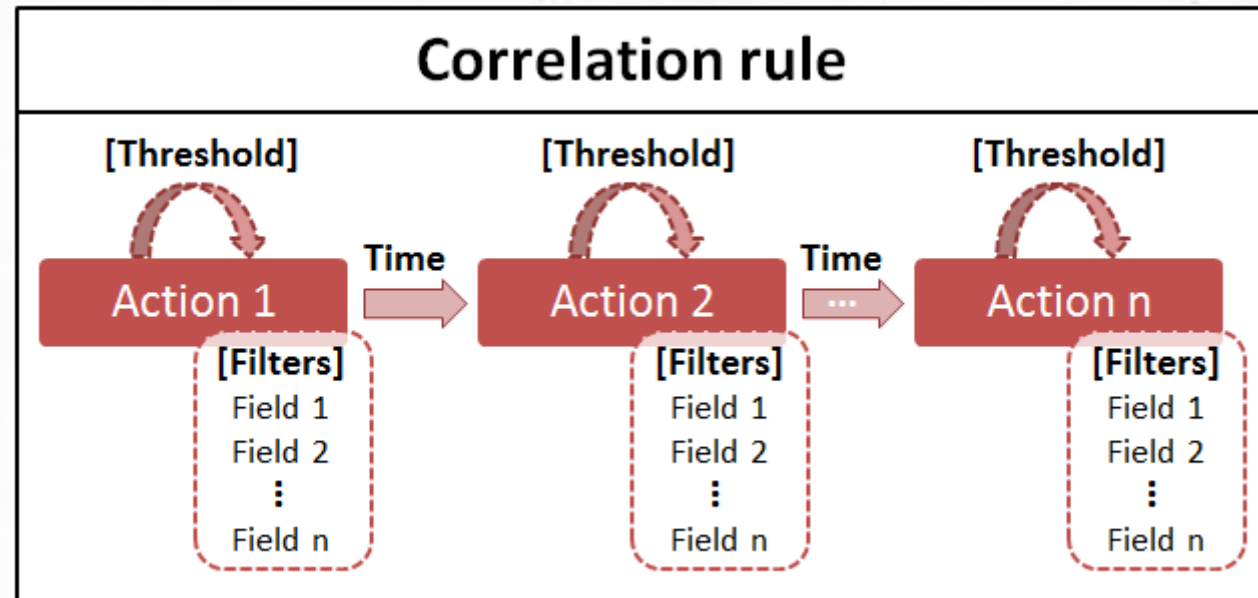 Correlation rule
[Threshold]
[Threshold]
[Threshold]
Time
Time
Action 1
Action 2
...
Action n
[Filters]
Field 1
Field 2
⋮
Field n
[Filters]
Field 1
Field 2
⋮
Field n
[Filters]
Field 1
Field 2
⋮
Field n